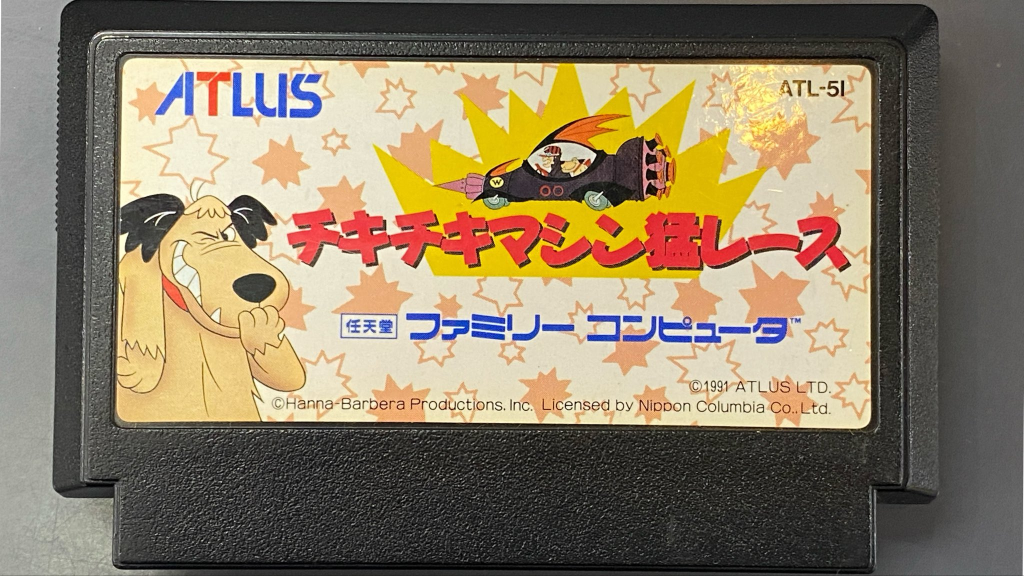 ATLUS
ATL-5I
W
チキチキマシン猛レース
任天堂 ファミリー コンピュータ™
©1991 ATLUS LTD.
©Hanna-Barbera Productions. Inc. Licensed by Nippon Columbia Co., Ltd.